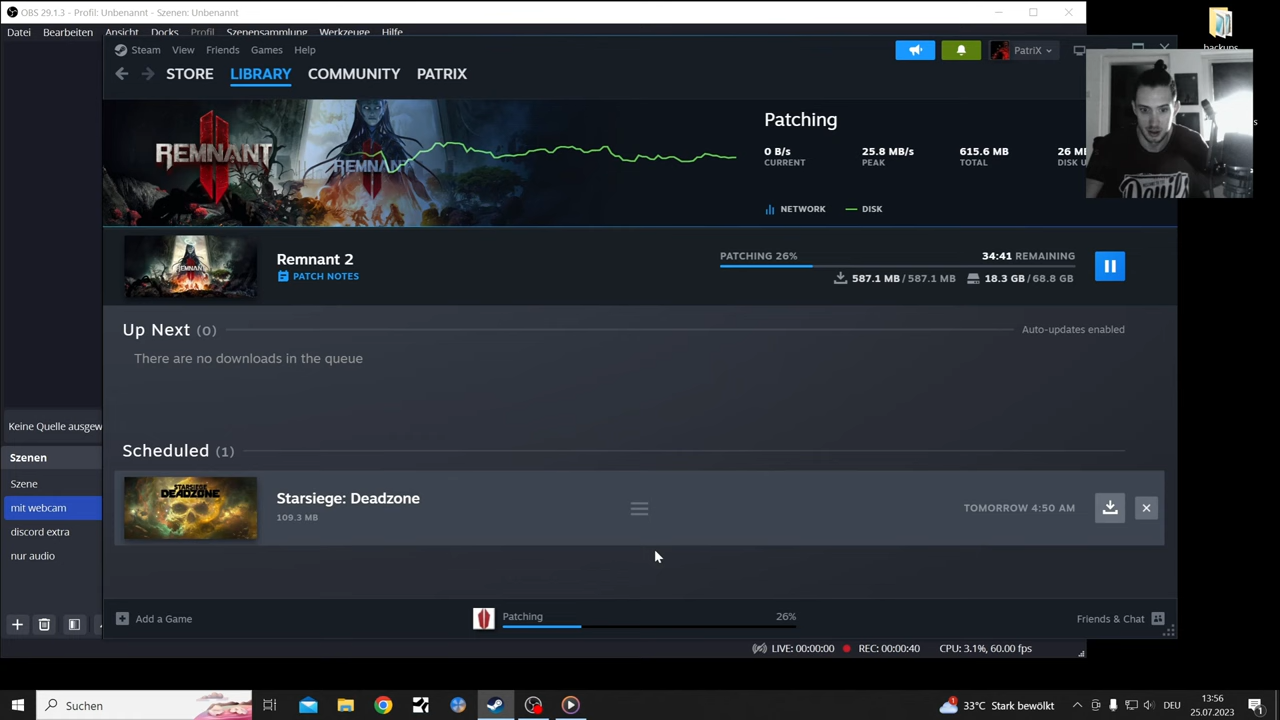 OBS 29.1.3 - Profil: Unbenannt - Szenen: Unbenannt
Datei Bearbeiten Ansicht Docks Profil Szenensammlung Werkzeuge Hilfe
backups
Steam View Friends Games Help
PatriX
STORE LIBRARY COMMUNITY PATRIX
REMNANT
REMNANT
Patching
0 B/s 25.8 MB/s 615.6 MB
CURRENT PEAK TOTAL DISK
NETWORK DISK
REMNANT
Remnant 2
PATCH NOTES
PATCHING 26% 34:41 REMAINING
587.1 MB / 587.1 MB 18.3 GB / 68.8 GB
Up Next (0) Auto-updates enabled
There are no downloads in the queue
Keine Quelle
Scheduled (1)
Szenen
Szene
mit webcam
discord extra
nur audio
STARSIEGE DEADZONE
Starsiege: Deadzone
109.3 MB
TOMORROW 4:50 AM
Add a Game
Patching 26%
Friends & Chat
LIVE: 00:00:00 REC: 00:00:40 CPU: 3.1%, 60.00 fps
Suchen
1
33°C Stark bewölkt
DEU
13:56
25.07.2023
1